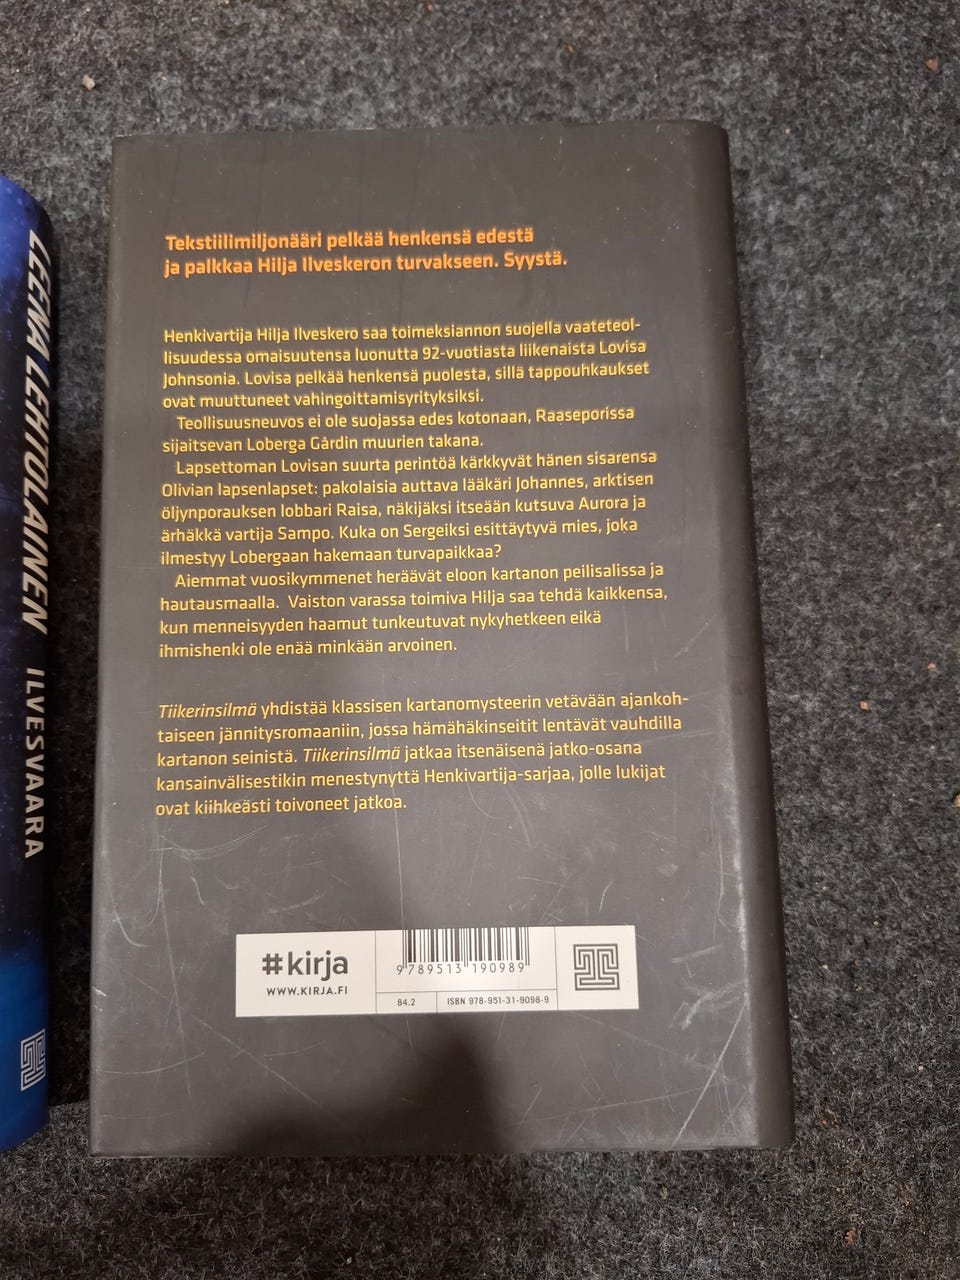 LEENA LEHTOLAINEN ILVESVAARA
Tekstiilimiljonääri pelkää henkensä edestä
ja palkkaa Hilja Ilveskeron turvakseen. Syystä.
Henkivartija Hilja Ilveskero saa toimeksiannon suojella vaateteol-
lisuudessa omaisuutensa luonutta 92-vuotiasta liikenaista Lovisa
Johnsonia. Lovisa pelkää henkensä puolesta, sillä tappouhkaukset
ovat muuttuneet vahingoittamisyrityksiksi.
Teollisuusneuvos ei ole suojassa edes kotonaan, Raaseporissa
sijaitsevan Loberga Gårdin muurien takana.
Lapsettoman Lovisan suurta perintöä kärkkyvät hänen sisarensa
Olivian lapsenlapset: pakolaisia auttava lääkäri Johannes, arktisen
öljynporauksen lobbari Raisa, näkijäksi itseään kutsuva Aurora ja
ärhäkkä vartija Sampo. Kuka on Sergeiksi esittäytyvä mies, joka
ilmestyy Lobergaan hakemaan turvapaikkaa?
Aiemmat vuosikymmenet heräävät eloon kartanon peilisalissa ja
hautausmaalla. Vaiston varassa toimiva Hilja saa tehdä kaikkensa,
kun menneisyyden haamut tunkeutuvat nykyhetkeen eikä
ihmishenki ole enää minkään arvoinen.
Tiikerinsilmä yhdistää klassisen kartanomysteerin vetävään ajankoh-
taiseen jännitysromaaniin, jossa hämähäkinseitit lentävät vauhdilla
kartanon seinistä. Tiikerinsilmä jatkaa itsenäisenä jatko-osana
kansainvälisestikin menestynyttä Henkivartija-sarjaa, jolle lukijat
ovat kiihkeästi toivoneet jatkoa.
#kirja
WWW.KIRJA.FI
9 789513 190989
84.2
ISBN 978-951-31-9098-9